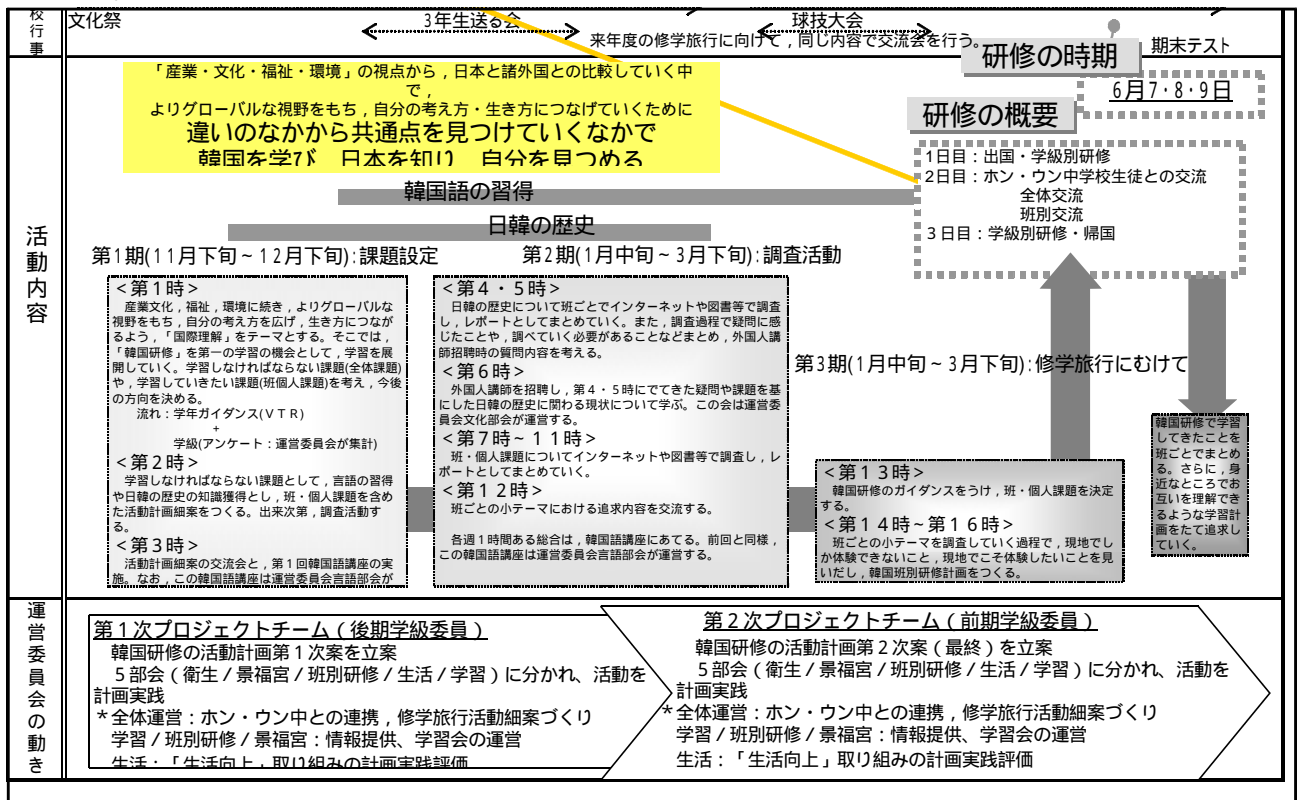 校行事
文化祭
3年生送る会
球技大会
来年度の修学旅行に向けて，同じ内容で交流会を行う。
期末テスト
研修の時期
6月7・8・9日
「産業・文化・福祉・環境」の視点から，日本と諸外国との比較していく中
で，
よりグローバルな視野をもち，自分の考え方・生き方につなげていくために
違いのなかから共通点を見つけていくなかで
韓国を学び　日本を知り　自分を見つめる
研修の概要
1日目：出国・学級別研修
2日目：ホン・ウン中学校生徒との交流
全体交流
班別交流
３日目：学級別研修・帰国
韓国語の習得
日韓の歴史
活動内容
第1期(11月下旬～12月下旬):課題設定
＜第１時＞
産業文化，福祉，環境に続き，よりグローバルな
視野をもち，自分の考え方を広げ，生き方につなが
るよう，「国際理解」をテーマとする。そこでは，
「韓国研修」を第一の学習の機会として，学習を展
開していく。学習しなければならない課題(全体課題)
や，学習していきたい課題(班個人課題)を考え，今後
の方向を決める。
流れ：学年ガイダンス(ＶＴＲ)
+
学級(アンケート：運営委員会が集計)
＜第２時＞
学習しなければならない課題として，言語の習得
や日韓の歴史の知識獲得とし，班・個人課題を含め
た活動計画細案をつくる。出来次第，調査活動す
る。
＜第３時＞
活動計画細案の交流会と，第１回韓国語講座の実
施。なお，この韓国語講座は運営委員会言語部会が
第2期(1月中旬～3月下旬):調査活動
＜第４・５時＞
日韓の歴史について班ごとでインターネットや図書等で調査
し，レポートとしてまとめていく。また，調査過程で疑問に感
じたことや，調べていく必要があることなどまとめ，外国人講
師招聘時の質問内容を考える。
＜第６時＞
外国人講師を招聘し，第４・５時にでてきた疑問や課題を基
にした日韓の歴史に関わる現状について学ぶ。この会は運営委
員会文化部会が運営する。
＜第７時～１１時＞
班・個人課題についてインターネットや図書等で調査し，レ
ポートとしてまとめていく。
＜第１２時＞
班ごとの小テーマにおける追求内容を交流する。
各週１時間ある総合は，韓国語講座にあてる。前回と同様，
この韓国語講座は運営委員会言語部会が運営する。
第3期(1月中旬～3月下旬):修学旅行にむけて
＜第１３時＞
韓国研修のガイダンスをうけ，班・個人課題を決定
する。
＜第１４時～第１６時＞
班ごとの小テーマを調査していく過程で，現地でし
か体験できないこと，現地でこそ体験したいことを見
いだし，韓国班別研修計画をつくる。
韓国研修で学習
してきたことを
班ごとでまとめ
る。さらに，身
近なところでお
互いを理解でき
るような学習計
画をたて追求し
ていく。
運営委員会の動き
第１次プロジェクトチーム（後期学級委員）
韓国研修の活動計画第１次案を立案
５部会（衛生／景福宮／班別研修／生活／学習）に分かれ、活動を
計画実践
＊全体運営：ホン・ウン中との連携，修学旅行活動細案づくり
学習／班別研修／景福宮：情報提供、学習会の運営
生活：「生活向上」取り組みの計画実践評価
第２次プロジェクトチーム（前期学級委員）
韓国研修の活動計画第２次案（最終）を立案
５部会（衛生／景福宮／班別研修／生活／学習）に分かれ、活動を
計画実践
＊全体運営：ホン・ウン中との連携，修学旅行活動細案づくり
学習／班別研修／景福宮：情報提供、学習会の運営
生活：「生活向上」取り組みの計画実践評価